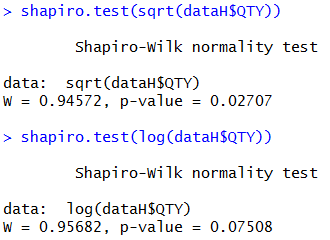 > shapiro.test(sqrt(dataH$QTY))
Shapiro-Wilk normality test
data:  sqrt(dataH$QTY)
W = 0.94572, p-value = 0.02707
> shapiro.test(log(dataH$QTY))
Shapiro-Wilk normality test
data:  log(dataH$QTY)
W = 0.95682, p-value = 0.07508